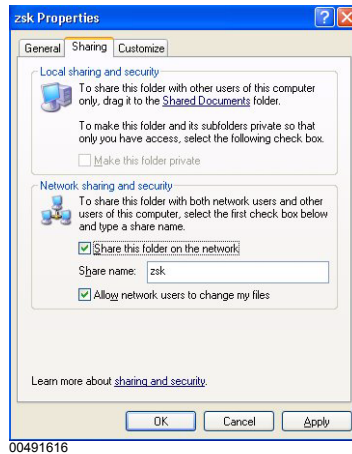 zsk Properties
General Sharing Customize
Local sharing and security
To share this folder with other users of this computer
only, drag it to the Shared Documents folder.
To make this folder and its subfolders private so that
only you have access, select the following check box.
Make this folder private
Network sharing and security
To share this folder with both network users and other
users of this computer, select the first check box below
and type a share name.
Share this folder on the network
Share name: zsk
Allow network users to change my files
Learn more about sharing and security.
OK Cancel Apply
00491616